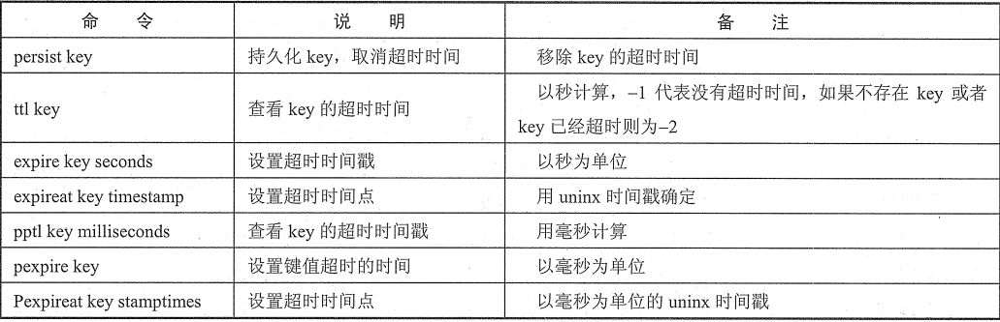 命 令 说 明 备 注
persist key 持久化 key，取消超时时间 移除 key 的超时时间
ttl key 查看 key 的超时时间 以秒计算，–1 代表没有超时时间，如果不存在 key 或者
key 已经超时则为–2
expire key seconds 设置超时时间戳 以秒为单位
expireat key timestamp 设置超时时间点 用 uninx 时间戳确定
pptl key milliseconds 查看 key 的超时时间戳 用毫秒计算
pexpire key 设置键值超时的时间 以毫秒为单位
Pexpireat key stamptimes 设置超时时间点 以毫秒为单位的 uninx 时间戳